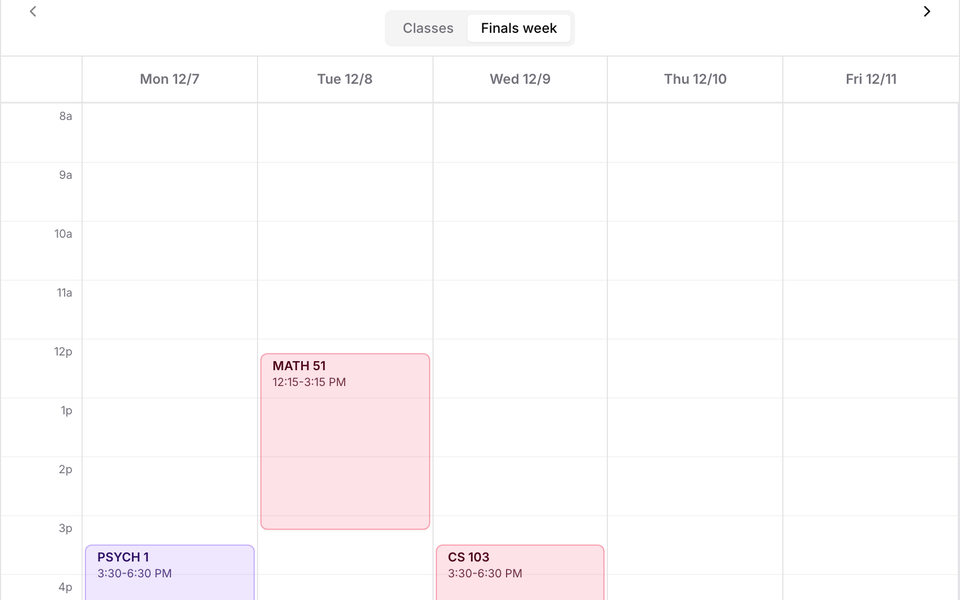 Classes
Finals week
Mon 12/7
Tue 12/8
Wed 12/9
Thu 12/10
Fri 12/11
8a
9a
10a
11a
12p
MATH 51
12:15-3:15 PM
1p
2p
3p
PSYCH 1
3:30-6:30 PM
CS 103
3:30-6:30 PM
4p